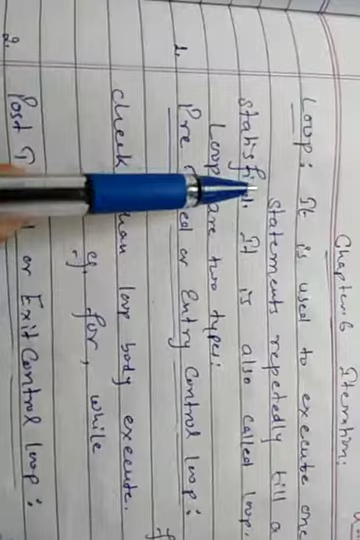 Chapter 6 Iteration:
Loop: It is used to execute one
statements repetedly till a
statisfied. It is also called loop.
Loop are two types:
1. Pre or Entry Control loop:
check loop body execute.
eg. for, while
2. Post or Exit Control loop: